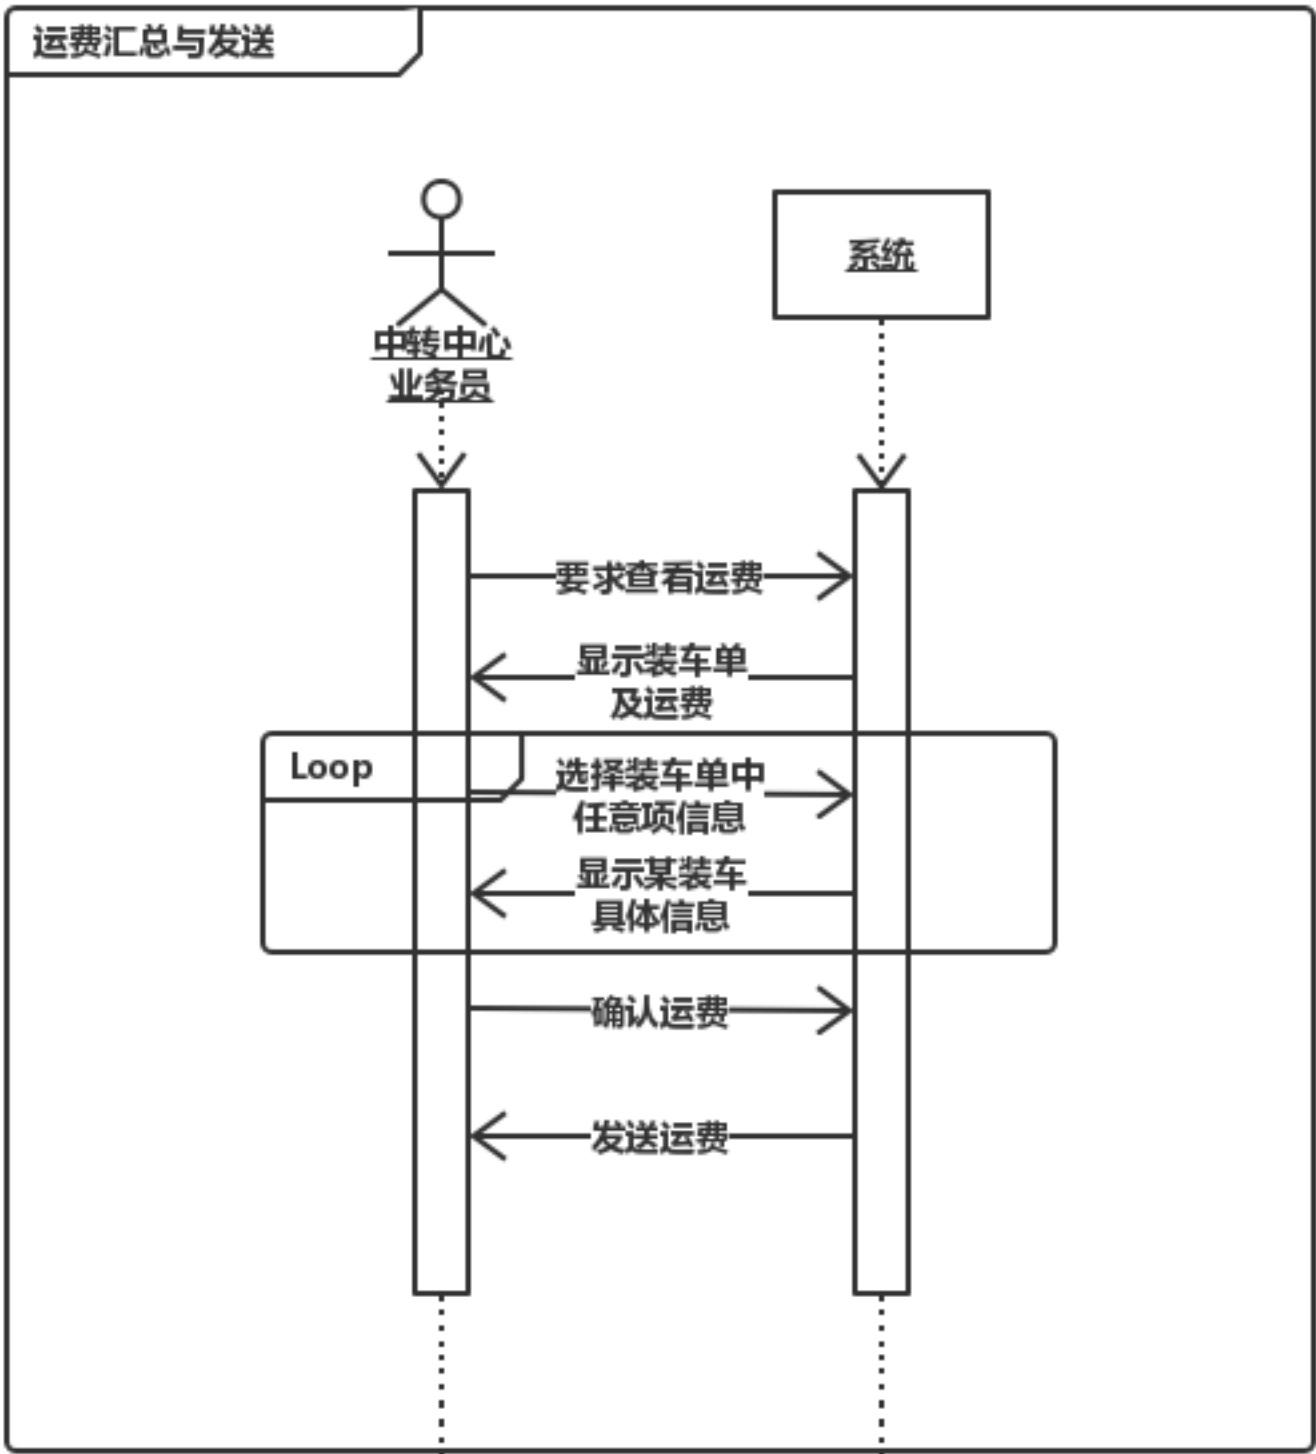 运费汇总与发送
系统
中转中心
业务员
要求查看运费
显示装车单
及运费
Loop
选择装车单中
任意项信息
显示某装车
具体信息
确认运费
发送运费